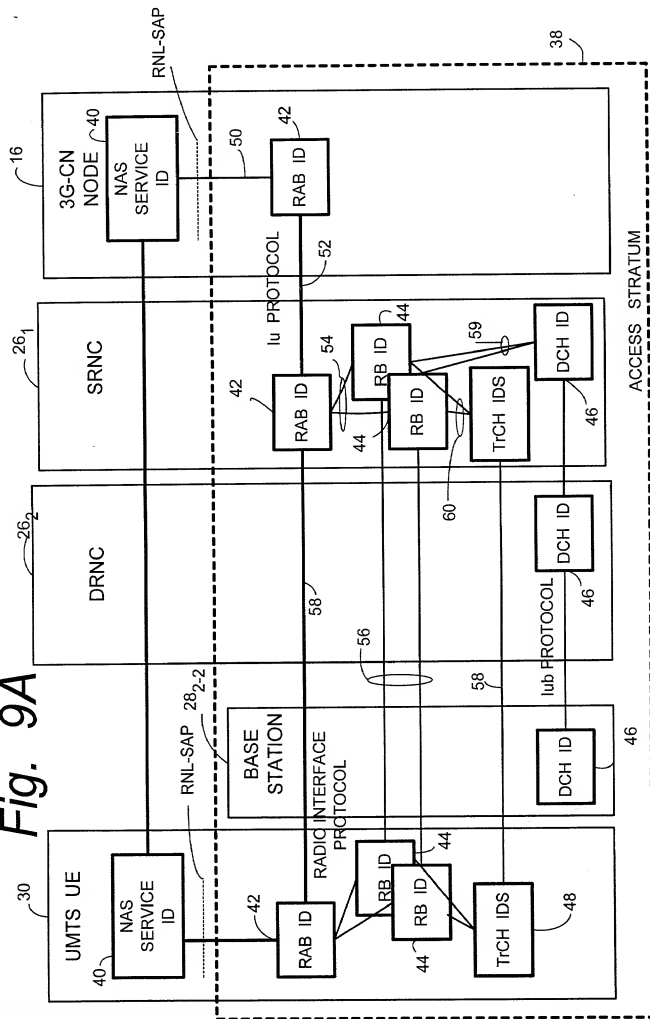 Fig. 9A
30
UMTS UE
NAS
SERVICE
ID
40
RNL-SAP
42
RAB ID
RADIO INTERFACE
PROTOCOL
RB ID
44
RB ID
44
TrCH IDS
48
28₂₋₂
BASE
STATION
DCH ID
46
56
26₂
DRNC
58
58
Iub PROTOCOL
DCH ID
46
26₁
SRNC
42
RAB ID
54
44
RB ID
44
RB ID
60
59
TrCH IDS
DCH ID
46
16
3G-CN
NODE
40
NAS
SERVICE
ID
RNL-SAP
50
42
RAB ID
Iu PROTOCOL
52
38
ACCESS STRATUM